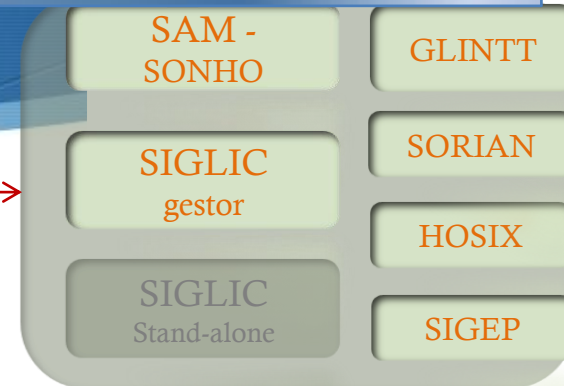 SAM -
SONHO
SIGLIC
gestor
SIGLIC
Stand-alone
GLINTT
SORIAN
HOSIX
SIGEP